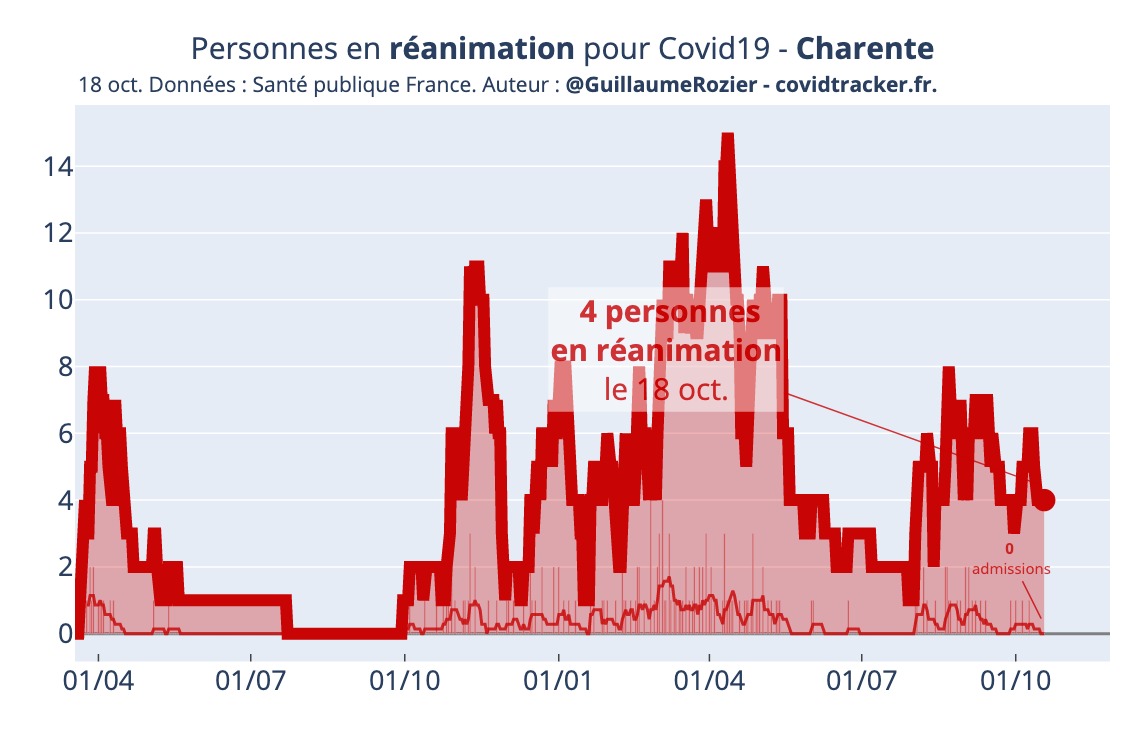 Personnes en réanimation pour Covid19 - Charente
18 oct. Données : Santé publique France. Auteur : @GuillaumeRozier - covidtracker.fr.
14
12
10
8
6
4
2
0
4 personnes
en réanimation
le 18 oct.
0
admissions
01/04
01/07
01/10
01/01
01/04
01/07
01/10